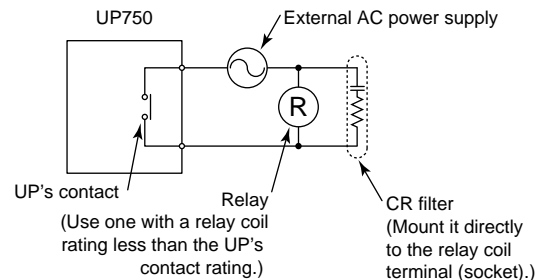 UP750
External AC power supply
R
UP's contact
Relay
(Use one with a relay coil
rating less than the UP's
contact rating.)
CR filter
(Mount it directly
to the relay coil
terminal (socket).)